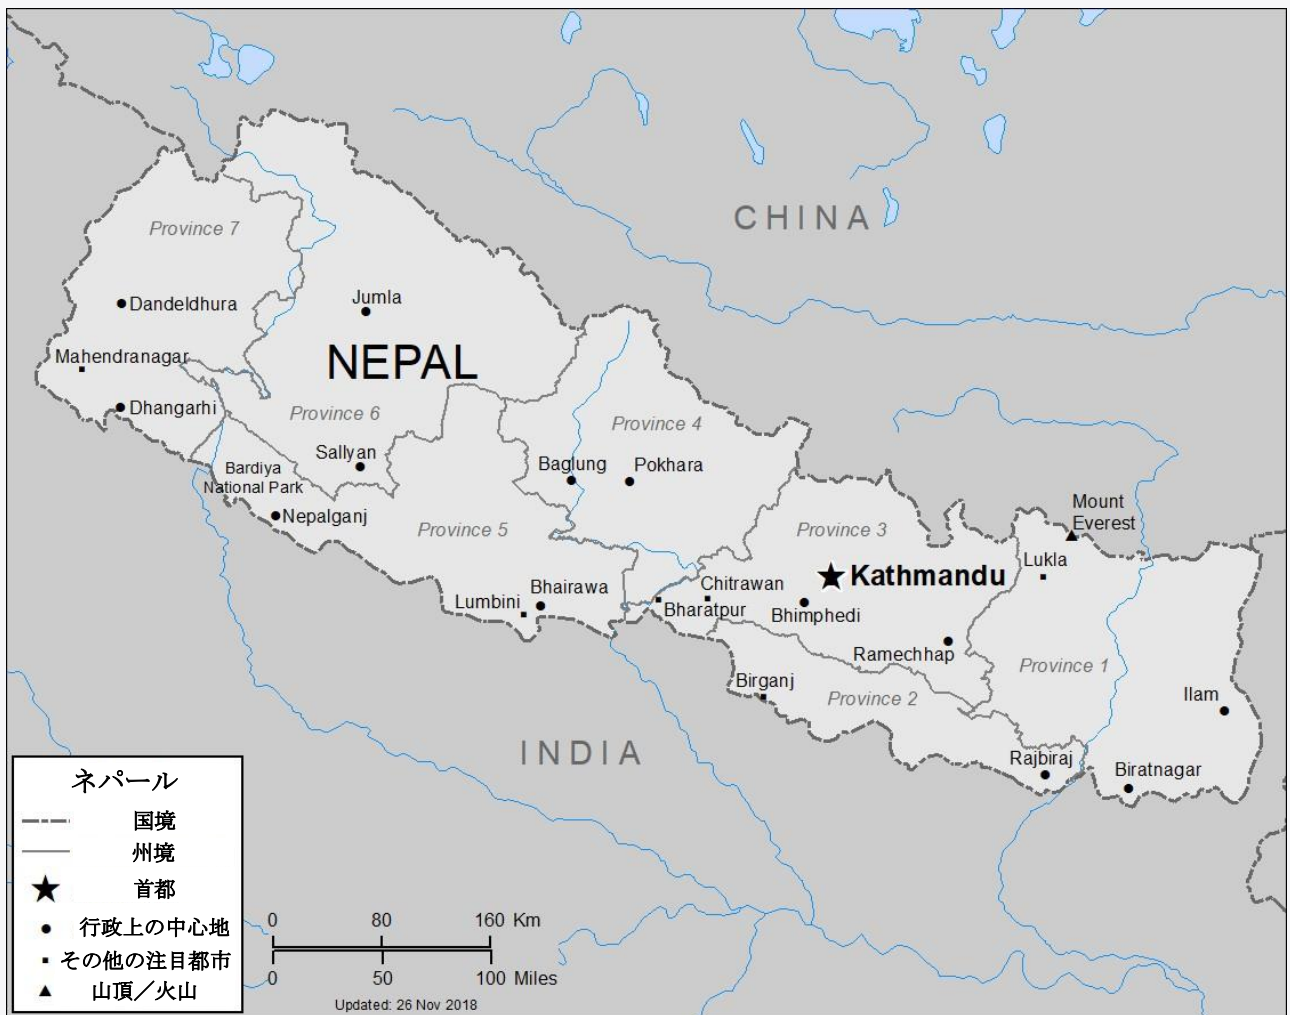 CHINA
Province 7
Jumla
Dandeldhura
NEPAL
Mahendranagar
Dhangarhi
Province 6
Province 4
Sallyan
Baglung
Pokhara
Bardiya
National Park
Nepalganj
Province 5
Province 3
Mount
Everest
Lukla
Kathmandu
Chitrawan
Bhairawa
Lumbini
Bharatpur
Bhimphedi
Ramechhap
Province 1
Birganj
Province 2
Ilam
INDIA
Rajbiraj
Biratnagar
ネパール
国境
州境
首都
行政上の中心地
その他の注目都市
山頂／火山
0 80 160 Km
0 50 100 Miles
Updated: 26 Nov 2018